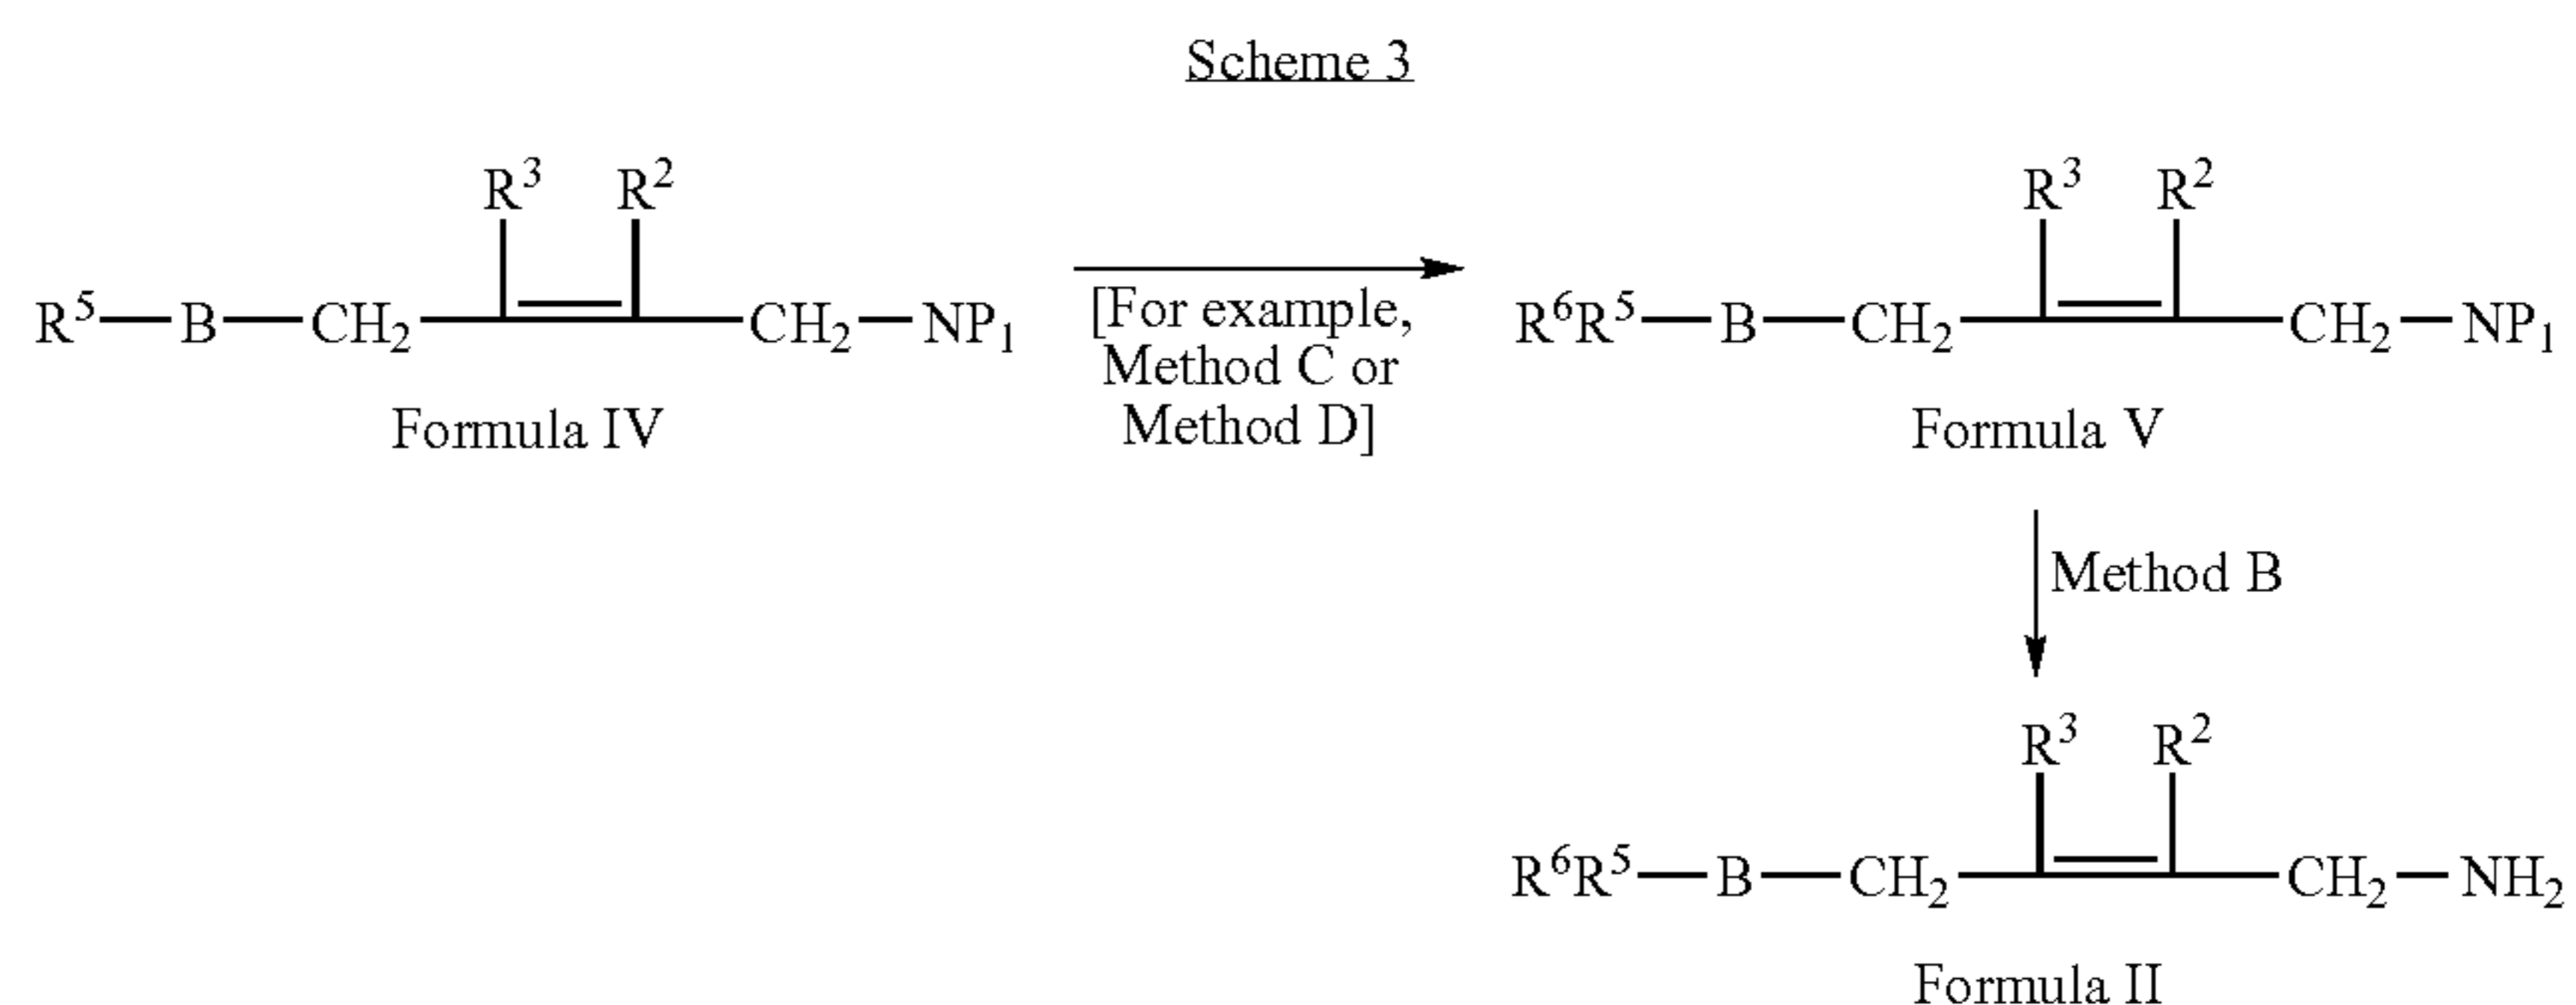 Scheme 3
R³ R²
R⁵—B—CH₂ CH₂—NP₁
Formula IV
[For example,
Method C or
Method D]
R³ R²
R⁶R⁵—B—CH₂ CH₂—NP₁
Formula V
Method B
R³ R²
R⁶R⁵—B—CH₂ CH₂—NH₂
Formula II